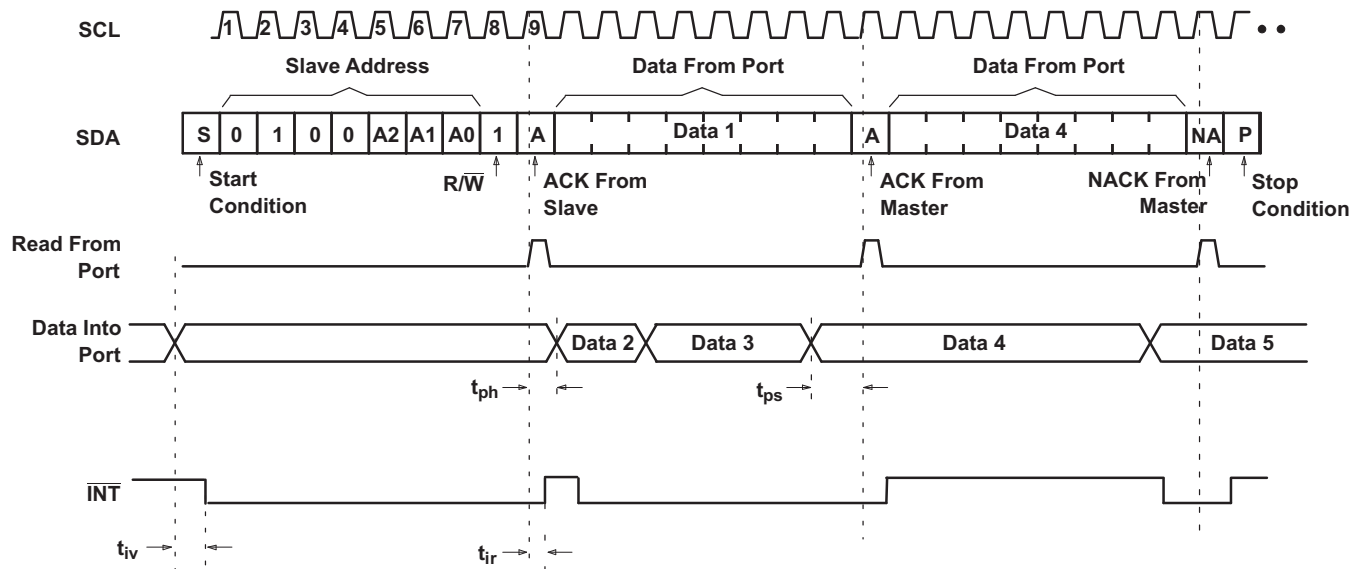 SCL 1 2 3 4 5 6 7 8 9
Slave Address Data From Port Data From Port
SDA S 0 1 0 0 A2 A1 A0 1 A Data 1 A Data 4 NA P
Start
Condition
R/W̅
ACK From
Slave
ACK From
Master
NACK From
Master
Stop
Condition
Read From
Port
Data Into
Port
Data 2 Data 3 Data 4 Data 5
tph tps
I̅N̅T̅
tiv tir